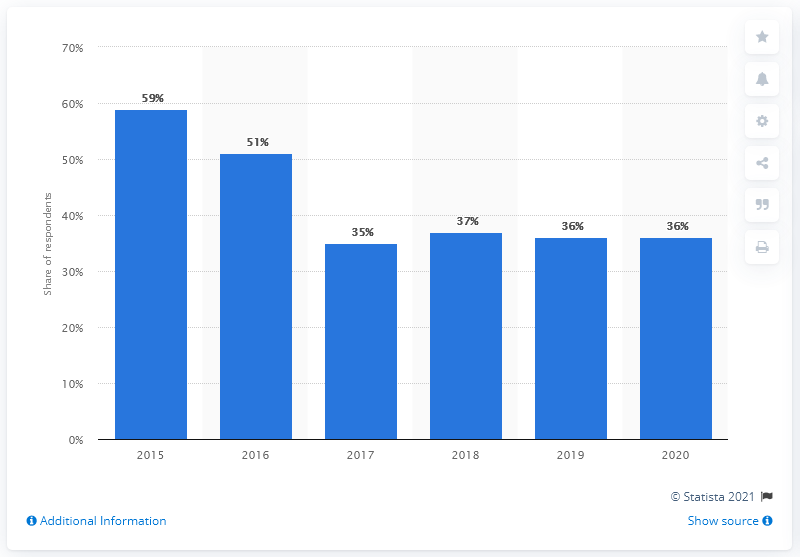 70%
60%
50%
40%
30%
20%
10%
0%
Share of respondents
59%
51%
35%
37%
36%
36%
2015 2016 2017 2018 2019 2020
© Statista 2021
Additional Information
Show source